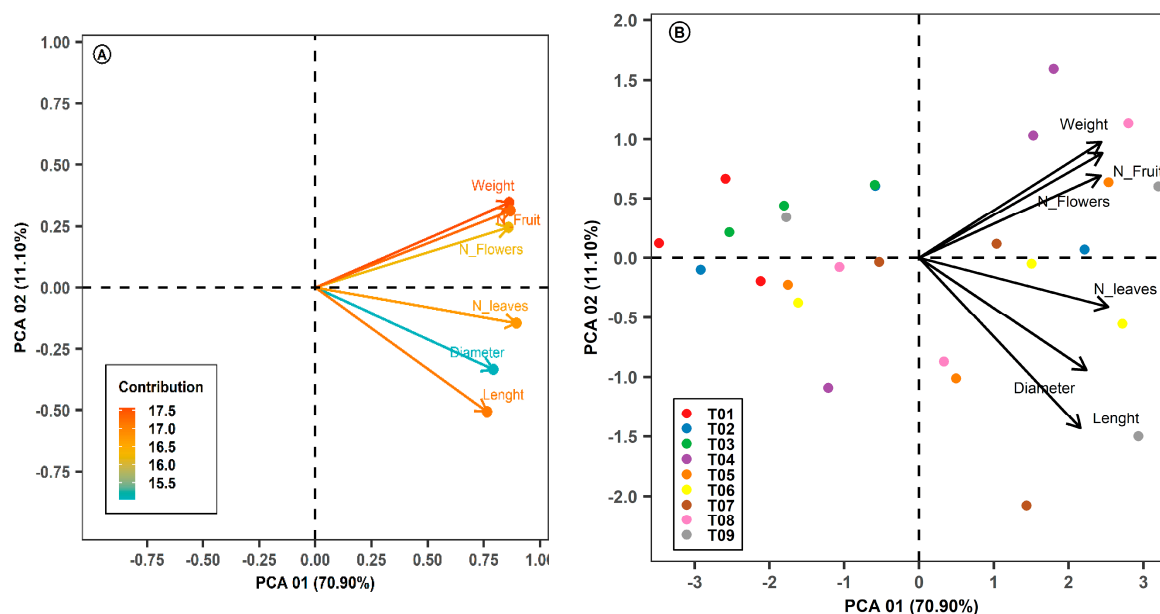 A
1.00
0.75
0.50
0.25
0.00
-0.25
-0.50
-0.75
PCA 02 (11.10%)
Weight
N_Fruit
N_Flowers
N_leaves
Diameter
Lenght
Contribution
17.5
17.0
16.5
16.0
15.5
-0.75 -0.50 -0.25 0.00 0.25 0.50 0.75 1.00
PCA 01 (70.90%)
B
2.0
1.5
1.0
0.5
0.0
-0.5
-1.0
-1.5
-2.0
PCA 02 (11.10%)
Weight
N_Fruit
N_Flowers
N_leaves
Diameter
Lenght
T01
T02
T03
T04
T05
T06
T07
T08
T09
-3 -2 -1 0 1 2 3
PCA 01 (70.90%)